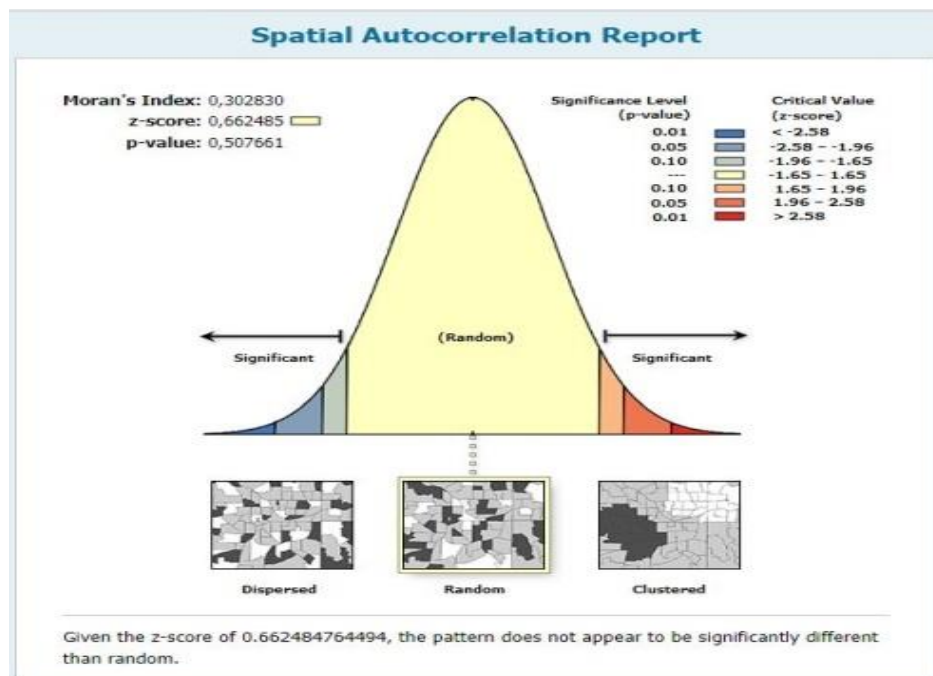 Spatial Autocorrelation Report
Moran's Index: 0,302830
z-score: 0,662485
p-value: 0,507661
Significance Level
(p-value)
Critical Value
(z-score)
0.01 < -2.58
0.05 -2.58 - -1.96
0.10 -1.96 - -1.65
--- -1.65 - 1.65
0.10 1.65 - 1.96
0.05 1.96 - 2.58
0.01 > 2.58
(Random)
Significant
Significant
Dispersed
Random
Clustered
Given the z-score of 0.662484764494, the pattern does not appear to be significantly different
than random.